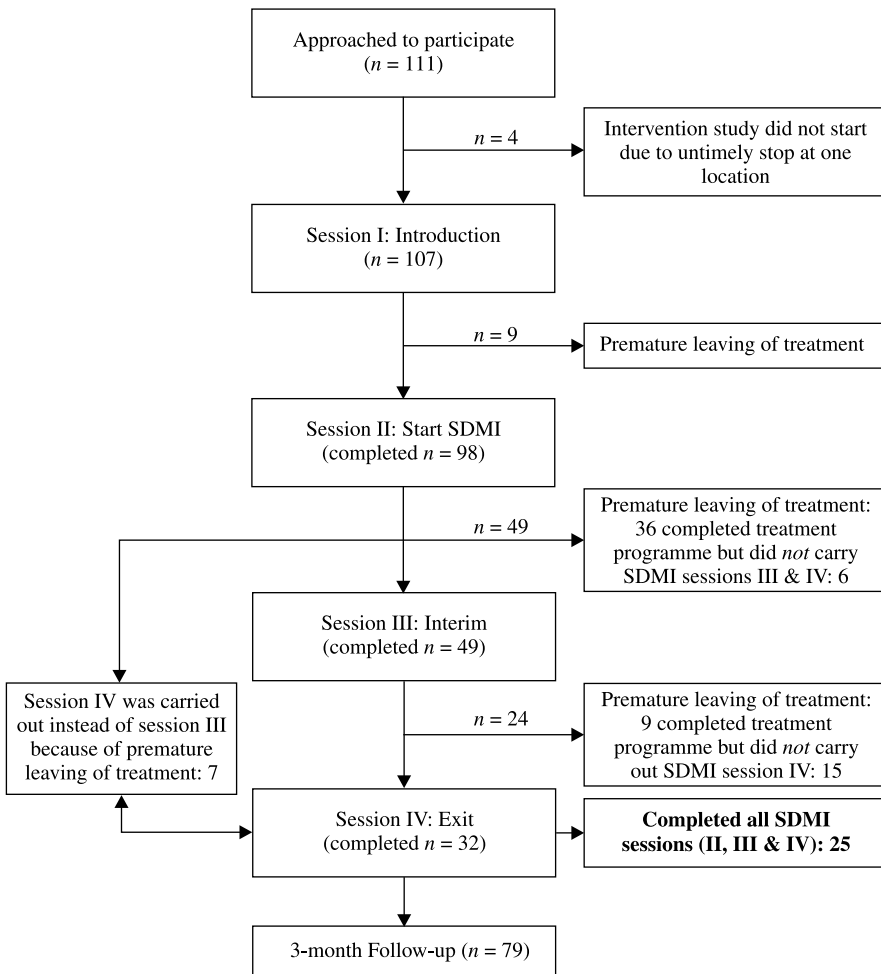 Approached to participate
(n = 111)
n = 4
Intervention study did not start
due to untimely stop at one
location
Session I: Introduction
(n = 107)
n = 9
Premature leaving of treatment
Session II: Start SDMI
(completed n = 98)
n = 49
Premature leaving of treatment:
36 completed treatment
programme but did not carry
SDMI sessions III & IV: 6
Session III: Interim
(completed n = 49)
Session IV was carried
out instead of session III
because of premature
leaving of treatment: 7
n = 24
Premature leaving of treatment:
9 completed treatment
programme but did not carry
out SDMI session IV: 15
Session IV: Exit
(completed n = 32)
Completed all SDMI
sessions (II, III & IV): 25
3-month Follow-up (n = 79)